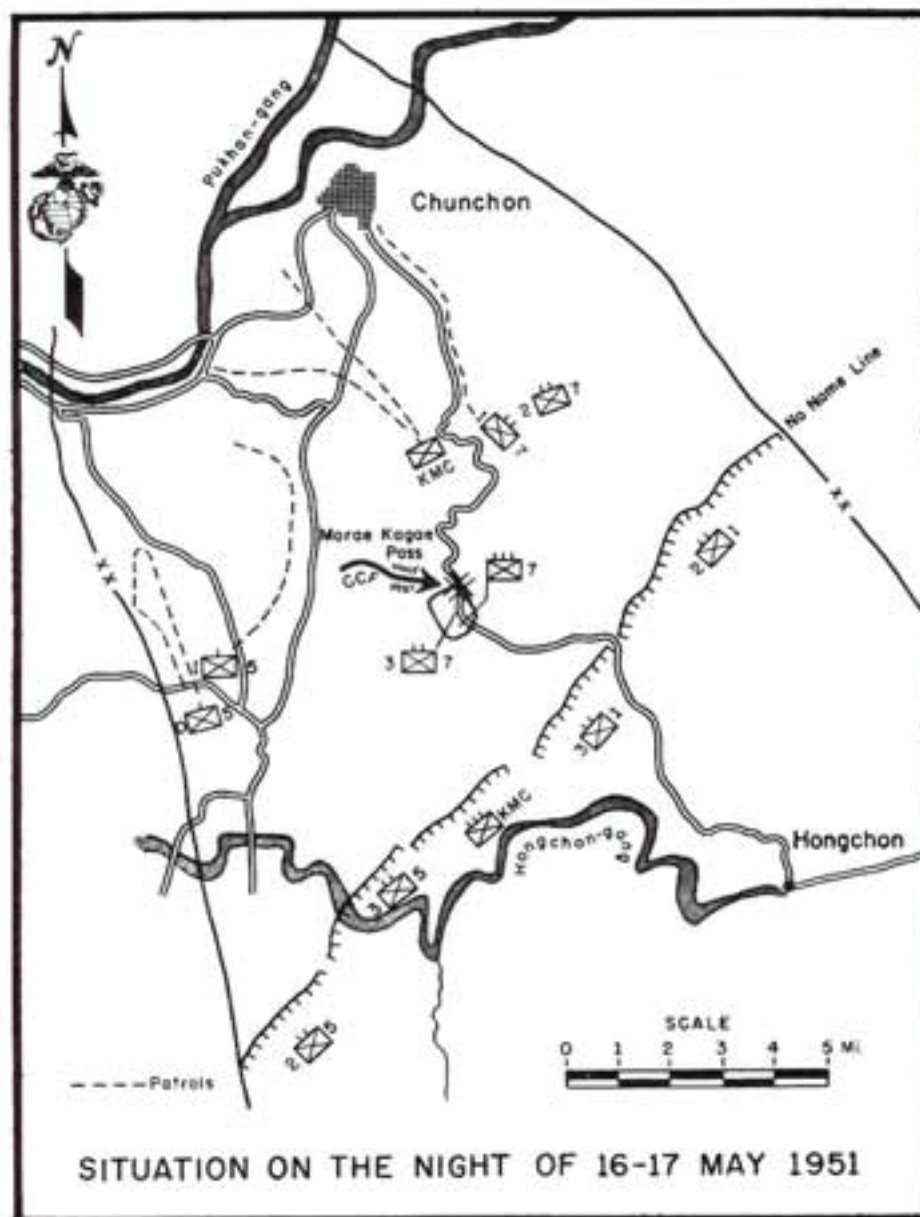 N
Pukhan-gang
Chunchon
No Name Line
KMC
1
7
2
7
XX
2
1
Morae Kagae
Pass
CCF
7
3
7
XX
1
5
5
3
1
KMC
Hongchon-gang
Hongchon
3
5
2
5
SCALE
0 1 2 3 4 5 Mi.
Patrols
SITUATION ON THE NIGHT OF 16-17 MAY 1951